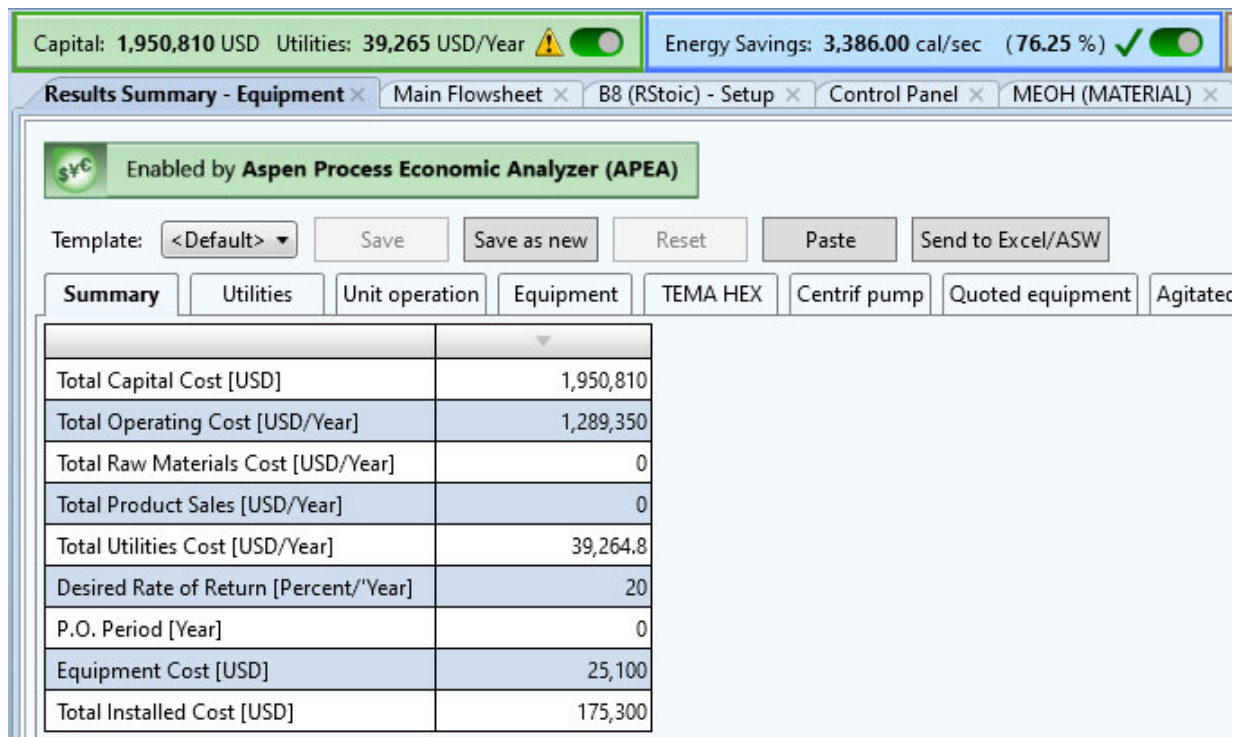 Capital: 1,950,810 USD Utilities: 39,265 USD/Year Energy Savings: 3,386.00 cal/sec (76.25 %)
Results Summary - Equipment Main Flowsheet B8 (RStoic) - Setup Control Panel MEOH (MATERIAL)
$¥€ Enabled by Aspen Process Economic Analyzer (APEA)
Template: <Default> Save Save as new Reset Paste Send to Excel/ASW
Summary Utilities Unit operation Equipment TEMA HEX Centrif pump Quoted equipment Agitated
Total Capital Cost [USD] 1,950,810
Total Operating Cost [USD/Year] 1,289,350
Total Raw Materials Cost [USD/Year] 0
Total Product Sales [USD/Year] 0
Total Utilities Cost [USD/Year] 39,264.8
Desired Rate of Return [Percent/'Year] 20
P.O. Period [Year] 0
Equipment Cost [USD] 25,100
Total Installed Cost [USD] 175,300